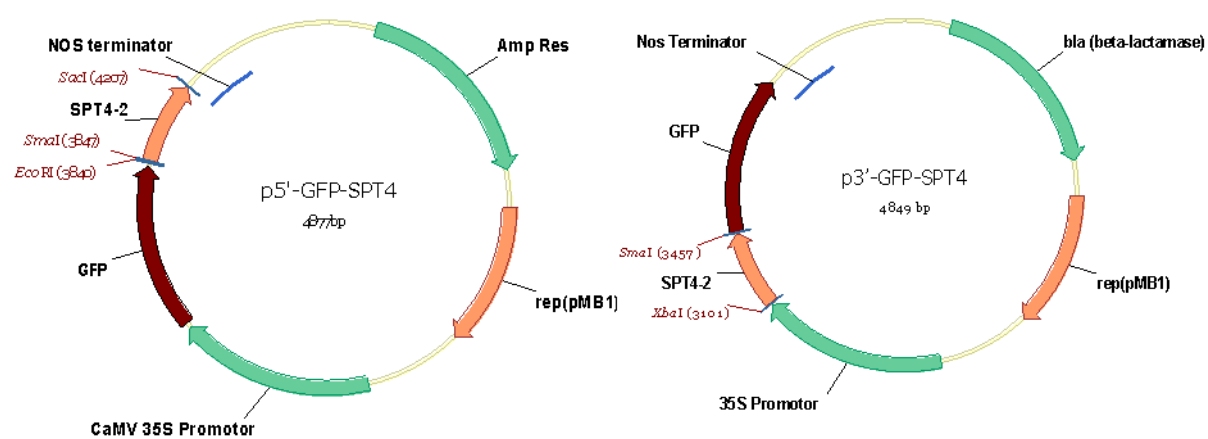 NOS terminator
Amp Res
SacI (4207)
SPT4-2
SmaI (3847)
EcoRI (3840)
p5'-GFP-SPT4
4877bp
GFP
rep(pMB1)
CaMV 35S Promotor
Nos Terminator
bla (beta-lactamase)
GFP
p3'-GFP-SPT4
4849 bp
SmaI (3457)
SPT4-2
XbaI (3101)
rep(pMB1)
35S Promotor